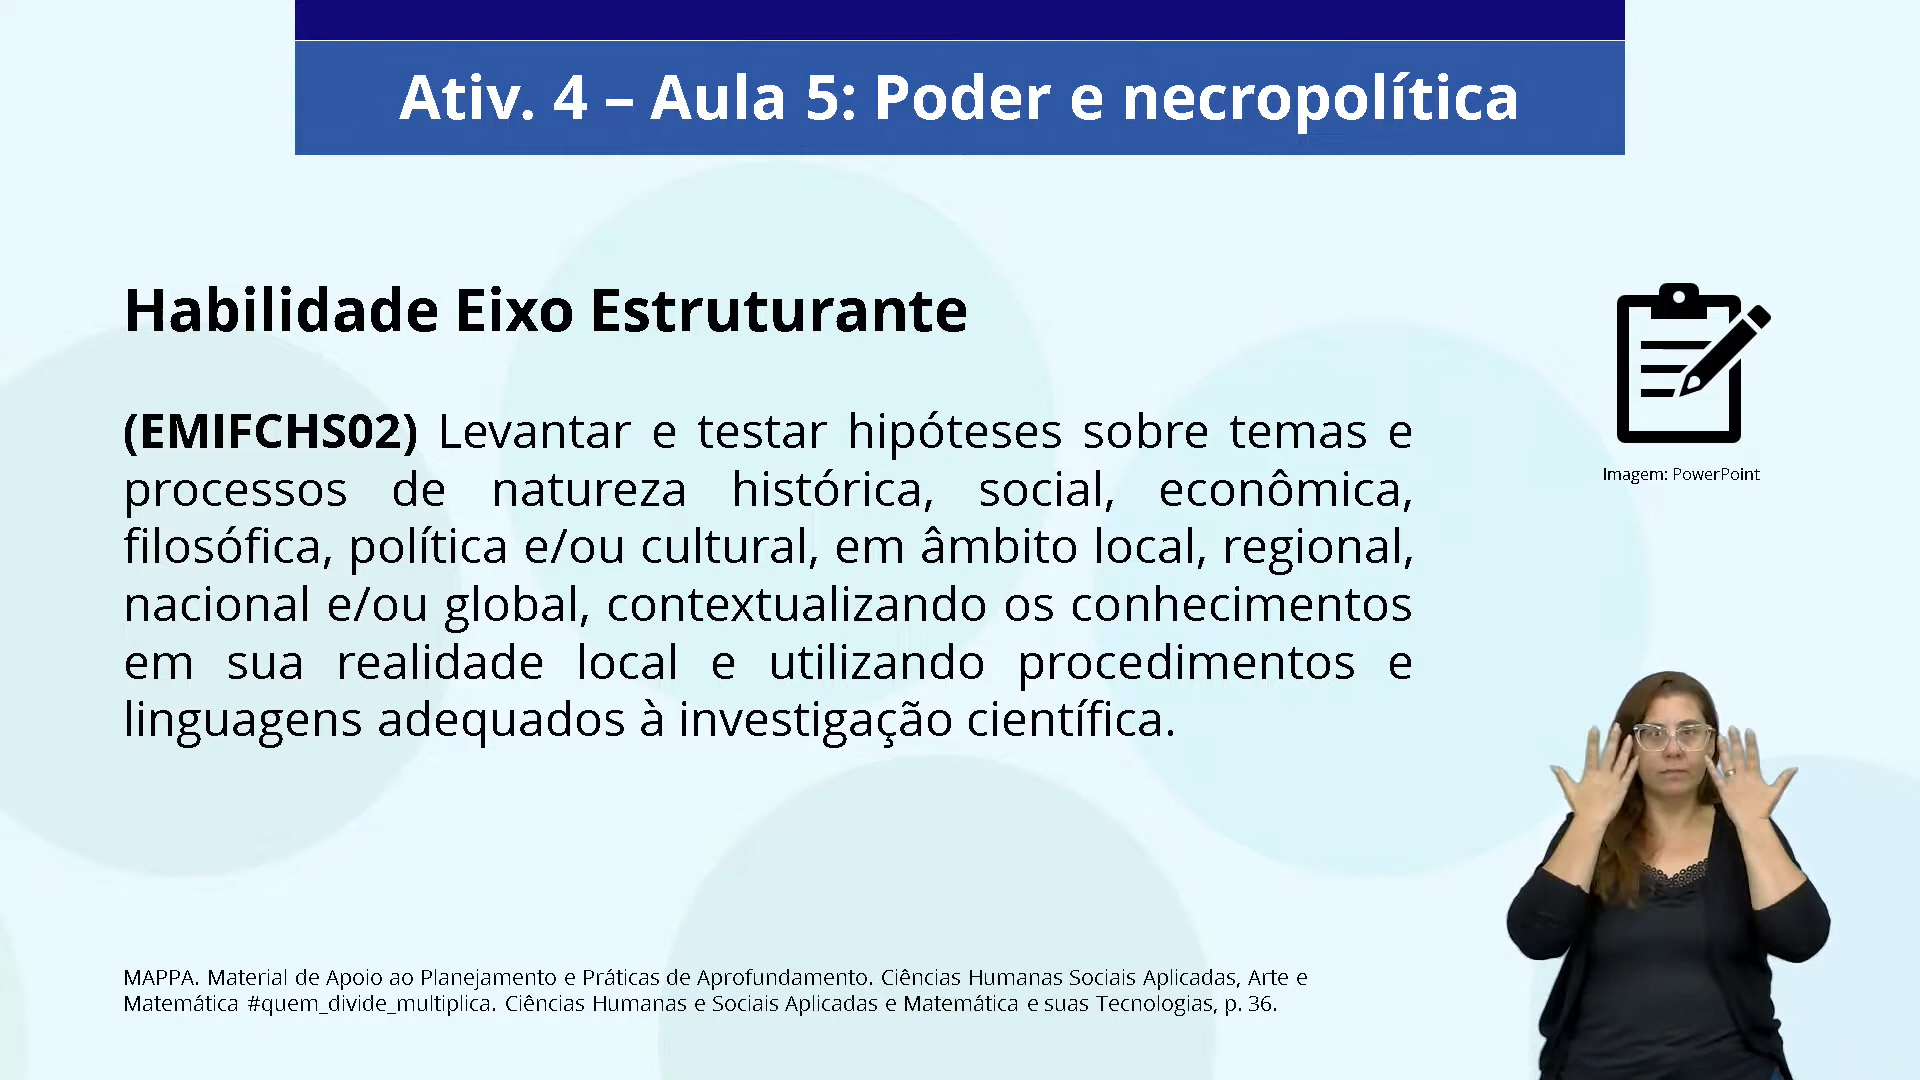 Ativ. 4 – Aula 5: Poder e necropolítica
Habilidade Eixo Estruturante
(EMIFCHS02) Levantar e testar hipóteses sobre temas e
processos de natureza histórica, social, econômica,
filosófica, política e/ou cultural, em âmbito local, regional,
nacional e/ou global, contextualizando os conhecimentos
em sua realidade local e utilizando procedimentos e
linguagens adequados à investigação científica.
Imagem: PowerPoint
MAPPA. Material de Apoio ao Planejamento e Práticas de Aprofundamento. Ciências Humanas Sociais Aplicadas, Arte e
Matemática #quem_divide_multiplica. Ciências Humanas e Sociais Aplicadas e Matemática e suas Tecnologias, p. 36.